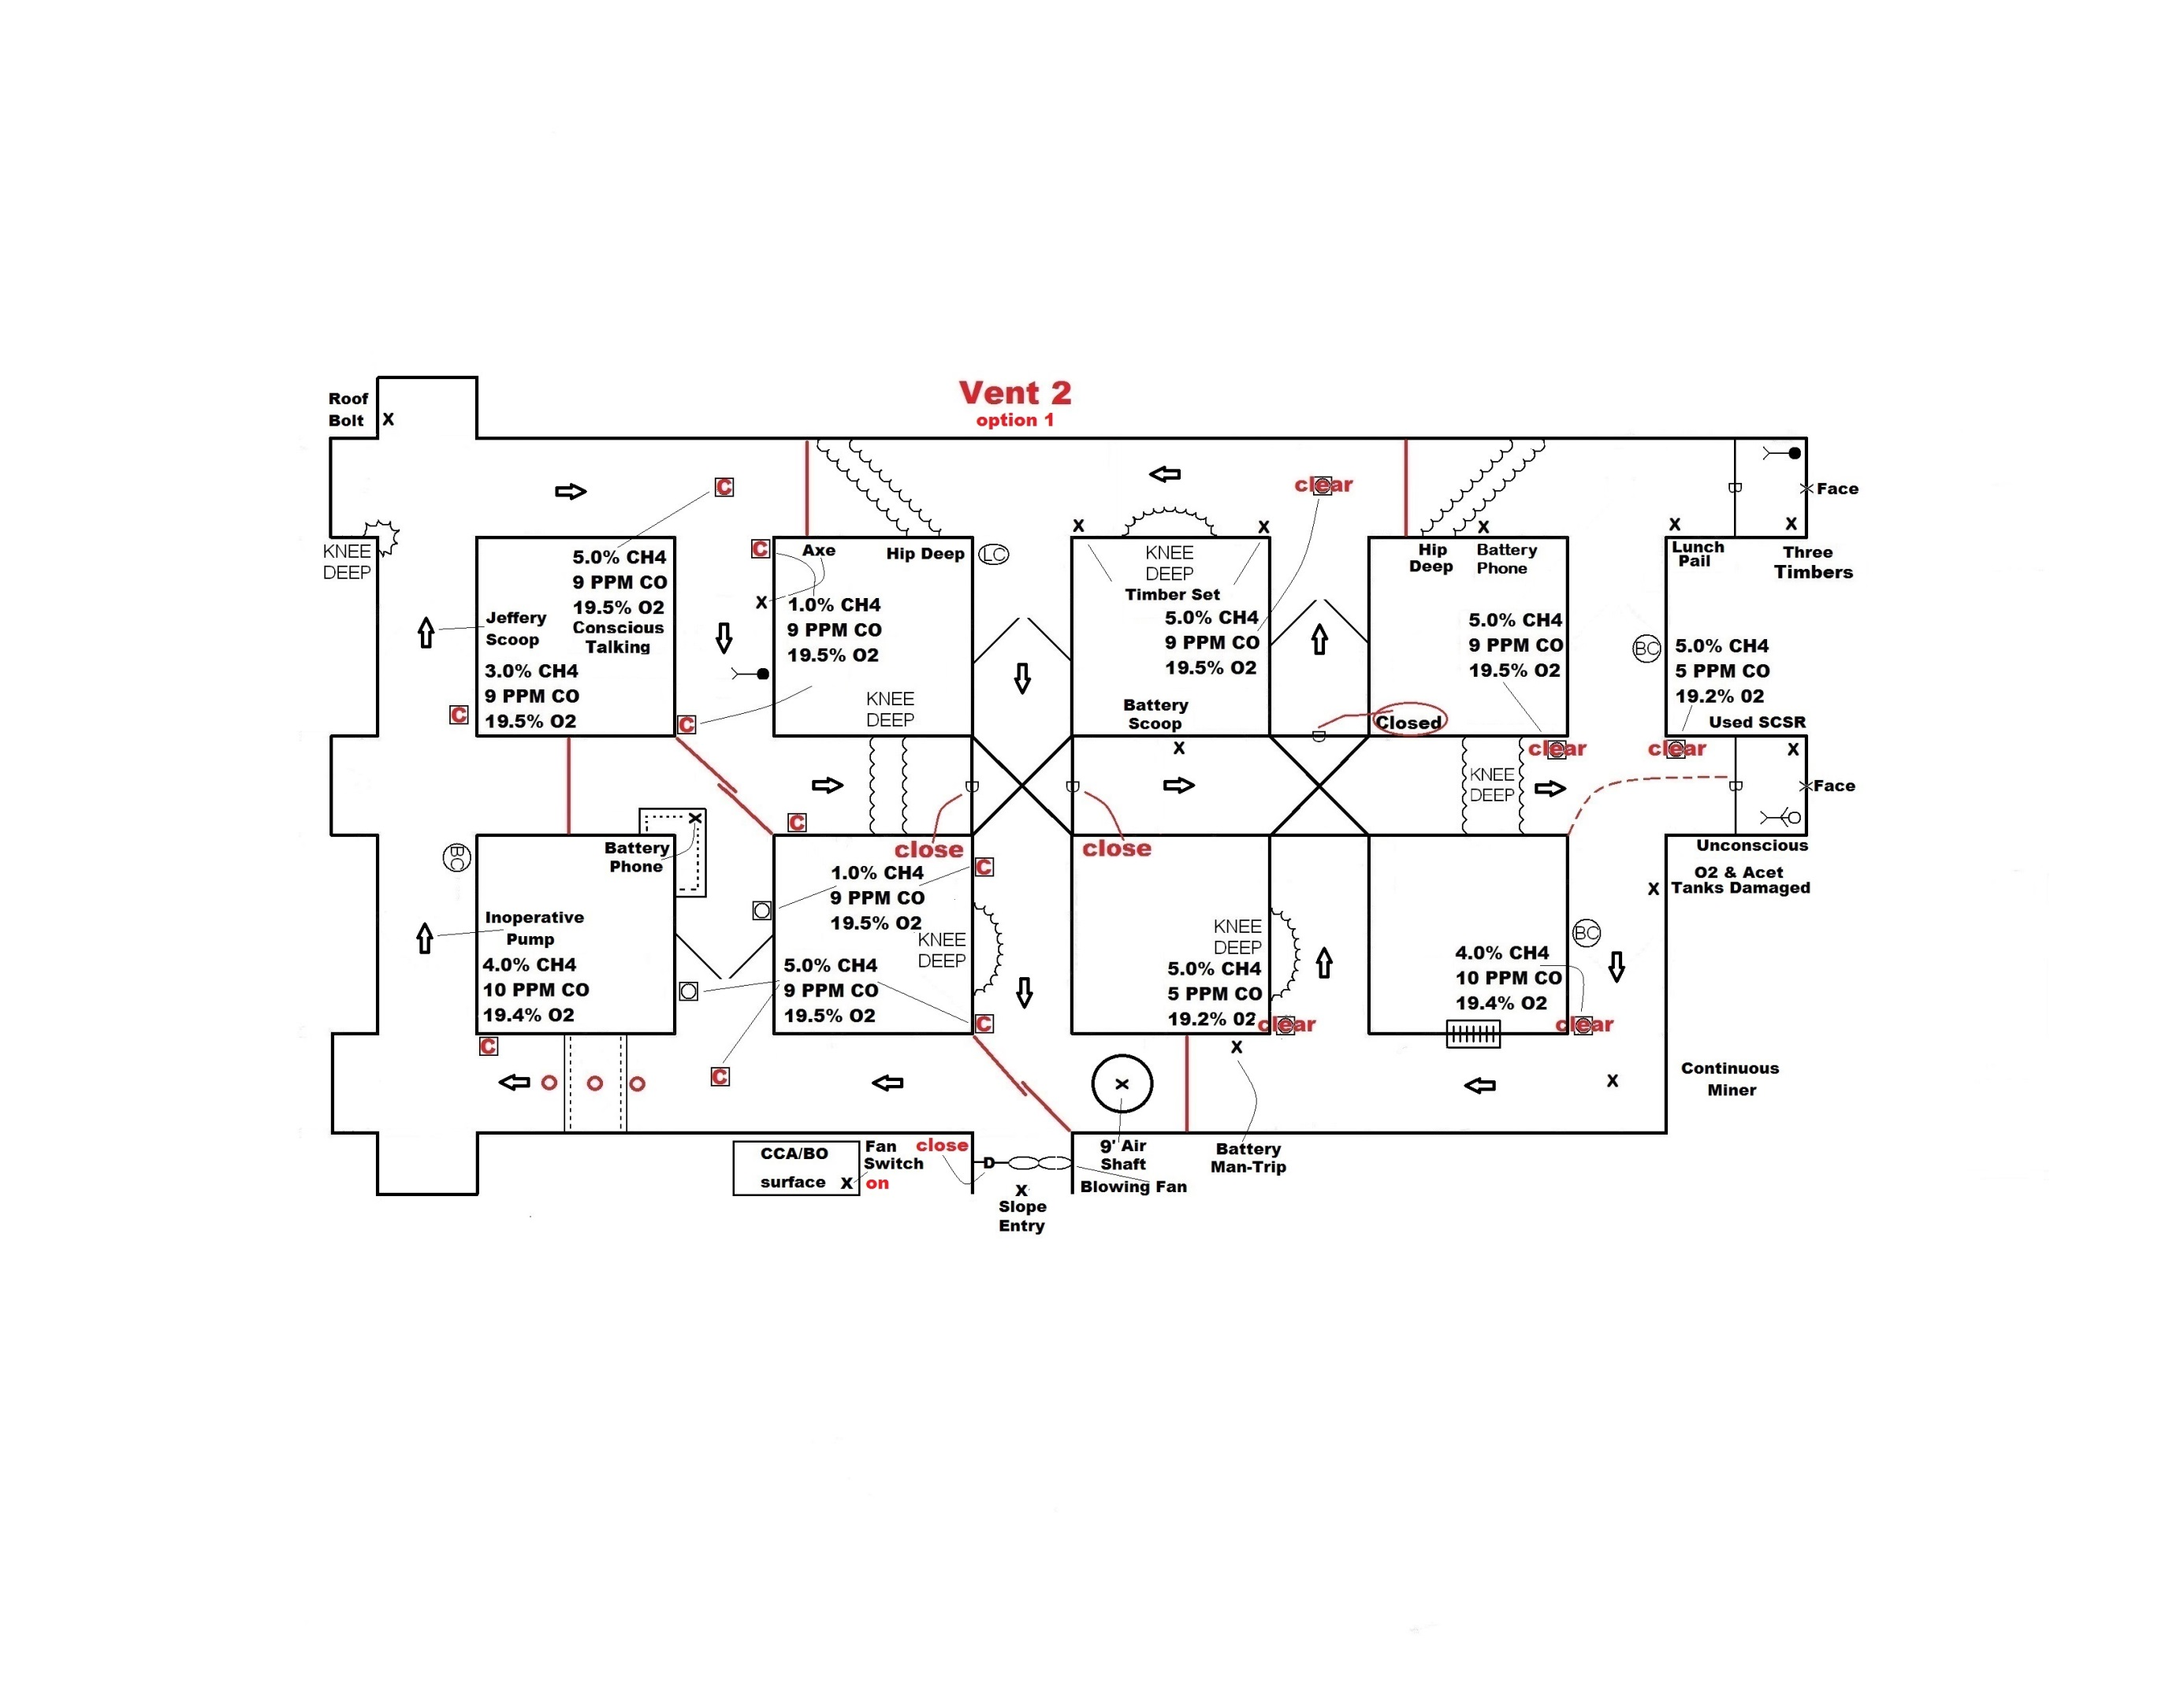 Vent 2
option 1
Roof
Bolt X
C
clear
Face
KNEE
DEEP
X
X
X
X
X
C
Axe
Hip Deep
LC
KNEE
DEEP
Timber Set
Hip
Deep
Battery
Phone
Lunch
Pail
Three
Timbers
5.0% CH4
9 PPM CO
19.5% O2
Conscious
Talking
Jeffery
Scoop
X
1.0% CH4
9 PPM CO
19.5% O2
5.0% CH4
9 PPM CO
19.5% O2
5.0% CH4
9 PPM CO
19.5% O2
BC
5.0% CH4
5 PPM CO
19.2% 02
3.0% CH4
9 PPM CO
19.5% O2
C
C
KNEE
DEEP
Battery
Scoop
X
Closed
D
Used SCSR
clear
clear
X
D
D
KNEE
DEEP
D
Face
C
close
close
Battery
Phone
X
BC
Unconscious
O2 & Acet
X Tanks Damaged
1.0% CH4
9 PPM CO
19.5% O2
C
KNEE
DEEP
Inoperative
Pump
4.0% CH4
10 PPM CO
19.4% O2
5.0% CH4
9 PPM CO
19.5% O2
C
KNEE
DEEP
5.0% CH4
5 PPM CO
19.2% 02
clear
BC
4.0% CH4
10 PPM CO
19.4% O2
clear
C
C
X
X
X
Continuous
Miner
CCA/BO
surface X
Fan
Switch
on
close
D
9' Air
Shaft
Blowing Fan
Battery
Man-Trip
X
Slope
Entry